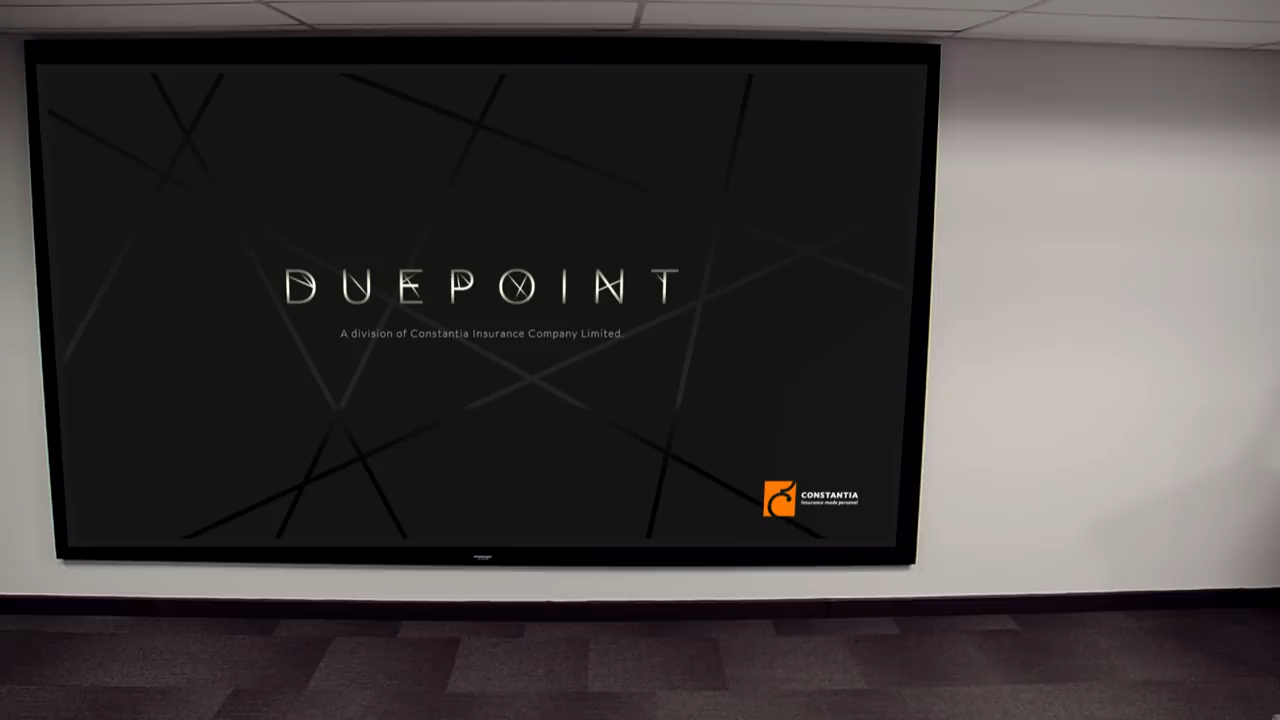 DUEPOINT
A division of Constantia Insurance Company Limited.
CONSTANTIA
Insurance made personal